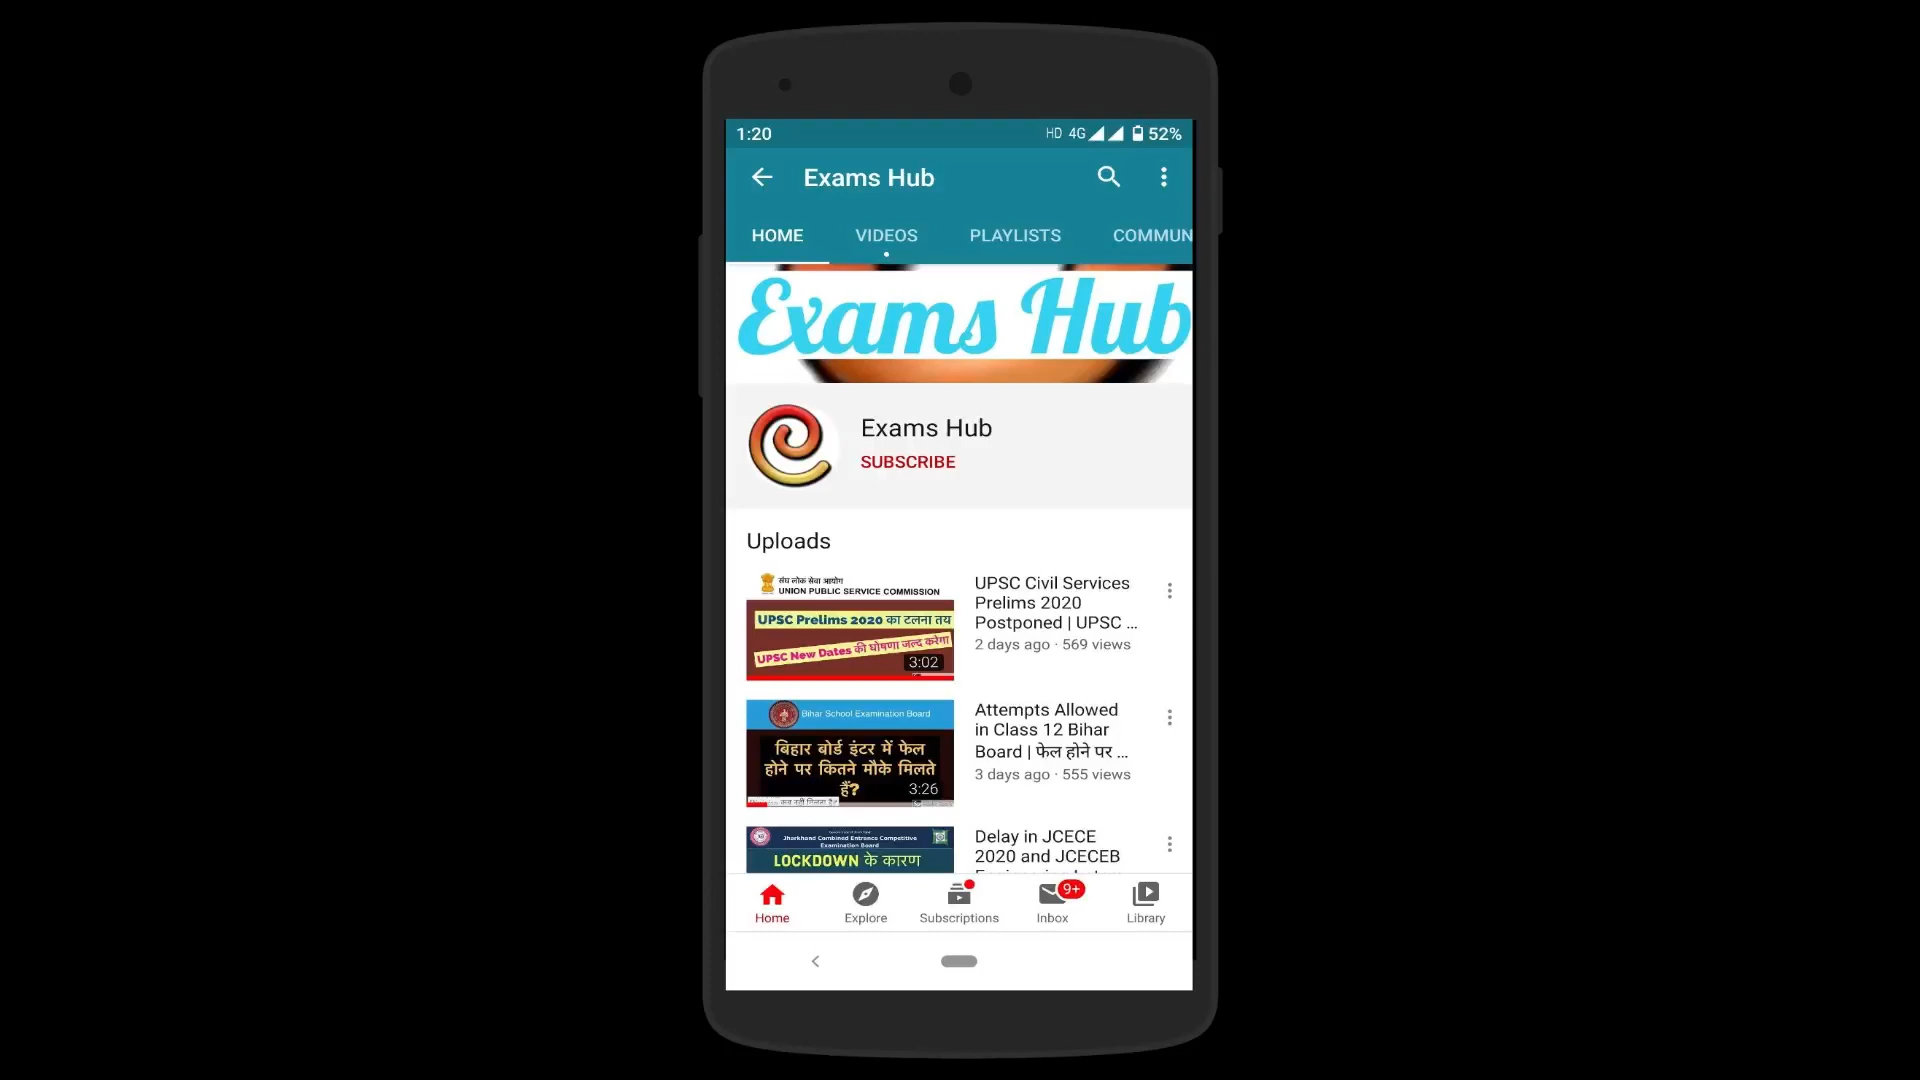 1:20
HD 4G 52%
Exams Hub
HOME VIDEOS PLAYLISTS COMMUN
Exams Hub
Exams Hub
SUBSCRIBE
Uploads
संघ लोक सेवा आयोग
UNION PUBLIC SERVICE COMMISSION
UPSC Prelims 2020 का टलना तय
UPSC New Dates की घोषणा जल्द करेगा
3:02
UPSC Civil Services
Prelims 2020
Postponed | UPSC ...
2 days ago · 569 views
Bihar School Examination Board
बिहार बोर्ड इंटर में फेल
होने पर कितने मौके मिलते
हैं?
3:26
Attempts Allowed
in Class 12 Bihar
Board | फेल होने पर ...
3 days ago · 555 views
Jharkhand Combined Entrance Competitive
Examination Board
LOCKDOWN के कारण
Delay in JCECE
2020 and JCECEB
Home Explore Subscriptions 9+ Inbox Library